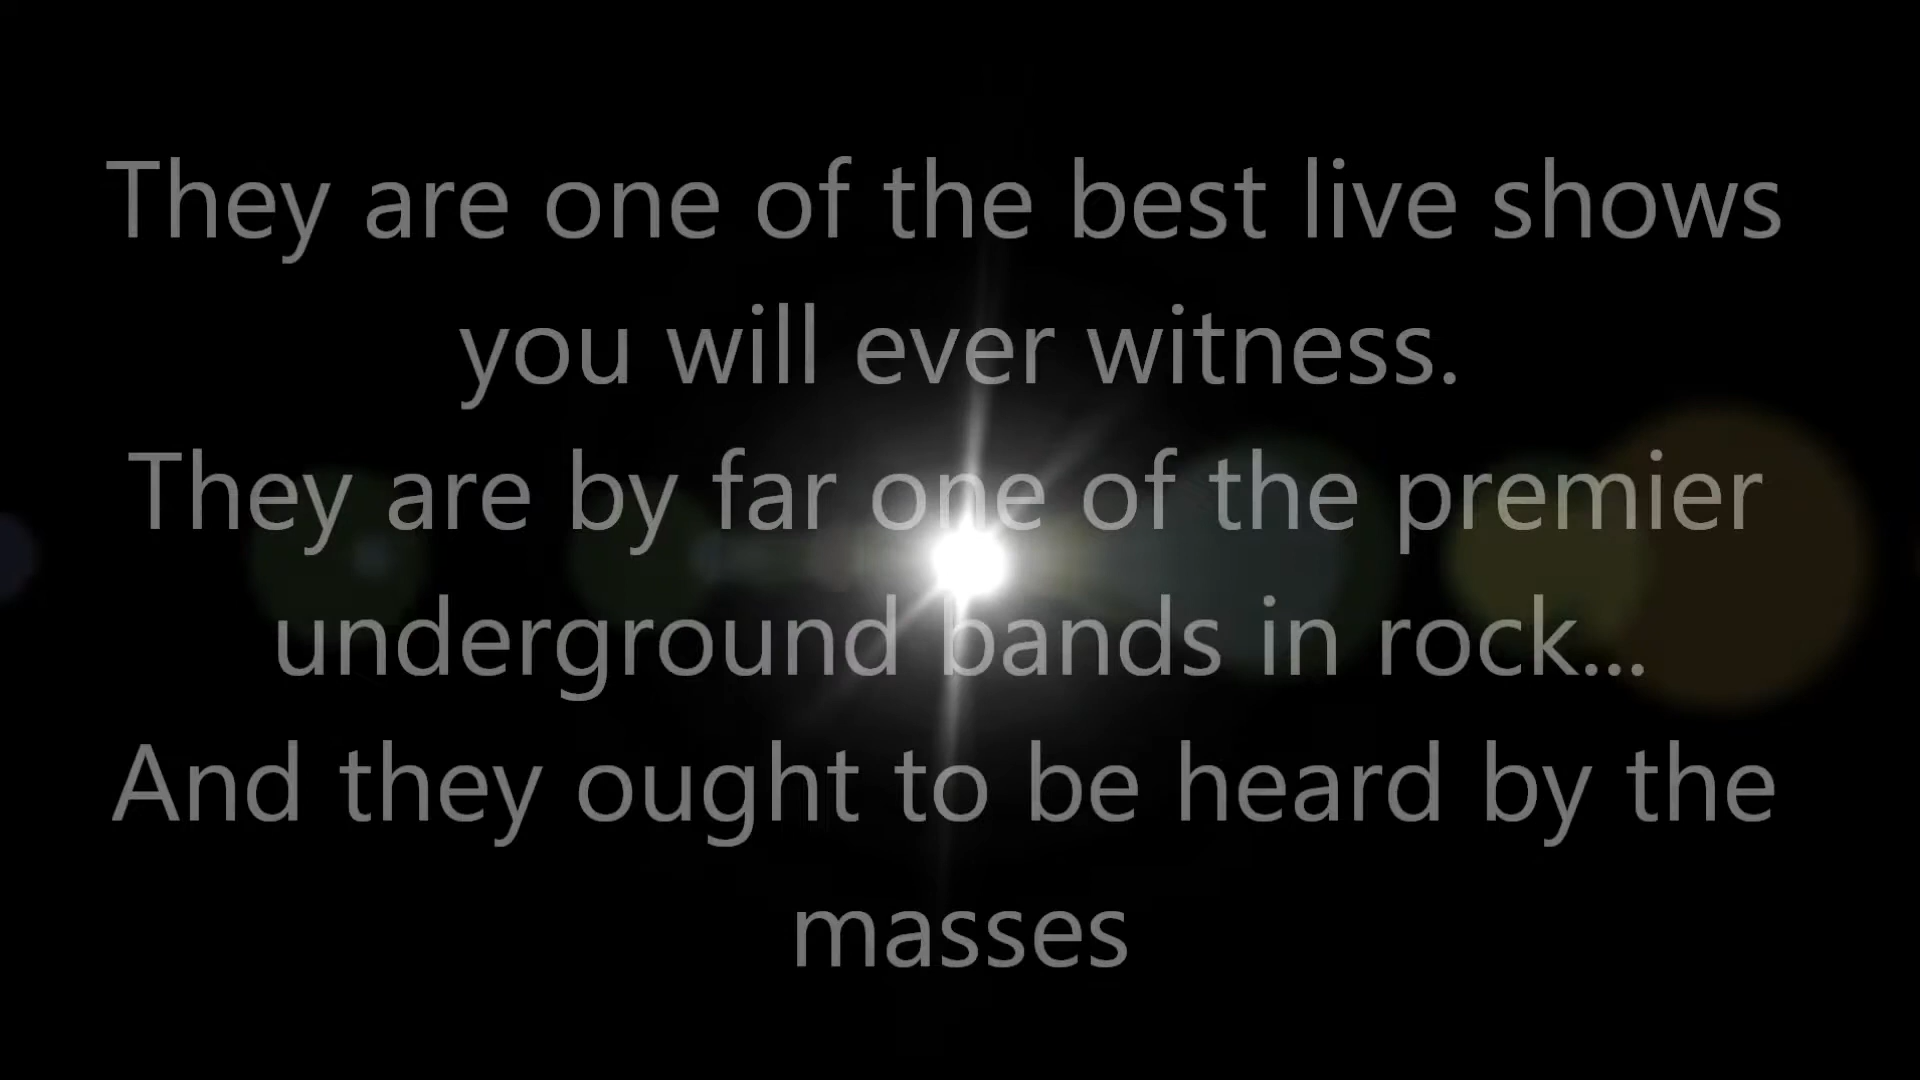 They are one of the best live shows
you will ever witness.
They are by far one of the premier
underground bands in rock...
And they ought to be heard by the
masses